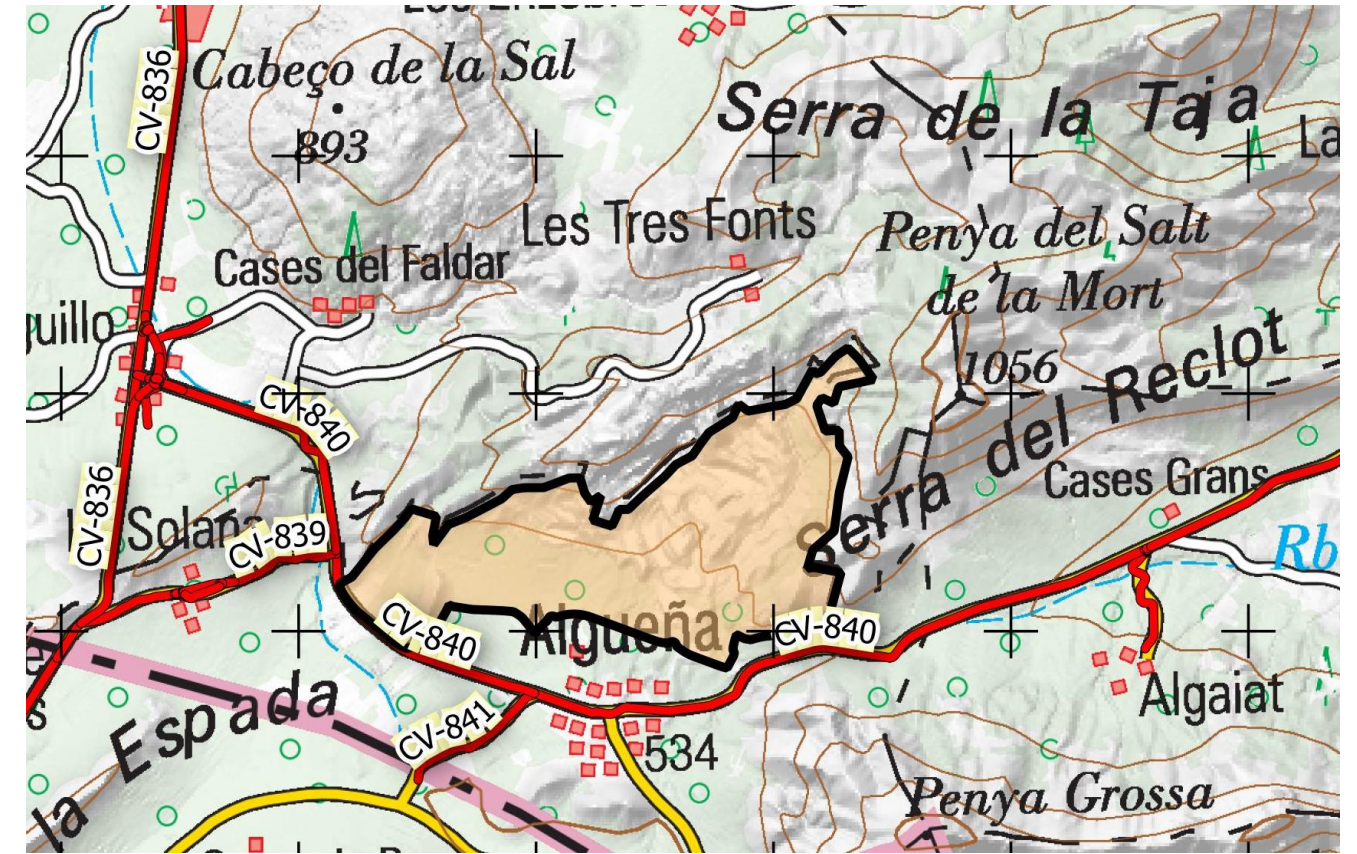 CV-836
Cabeço de la Sal
893
Serra de la Taja
La
Les Tres Fonts
Penya del Salt
de la Mort
1056
Cases del Faldar
guillo
CV-840
Serra del Reclot
Cases Grans
CV-836
Solana
CV-839
Rb
CV-840
Algueña
CV-840
Algaiat
CV-841
534
la Espada
Penya Grossa